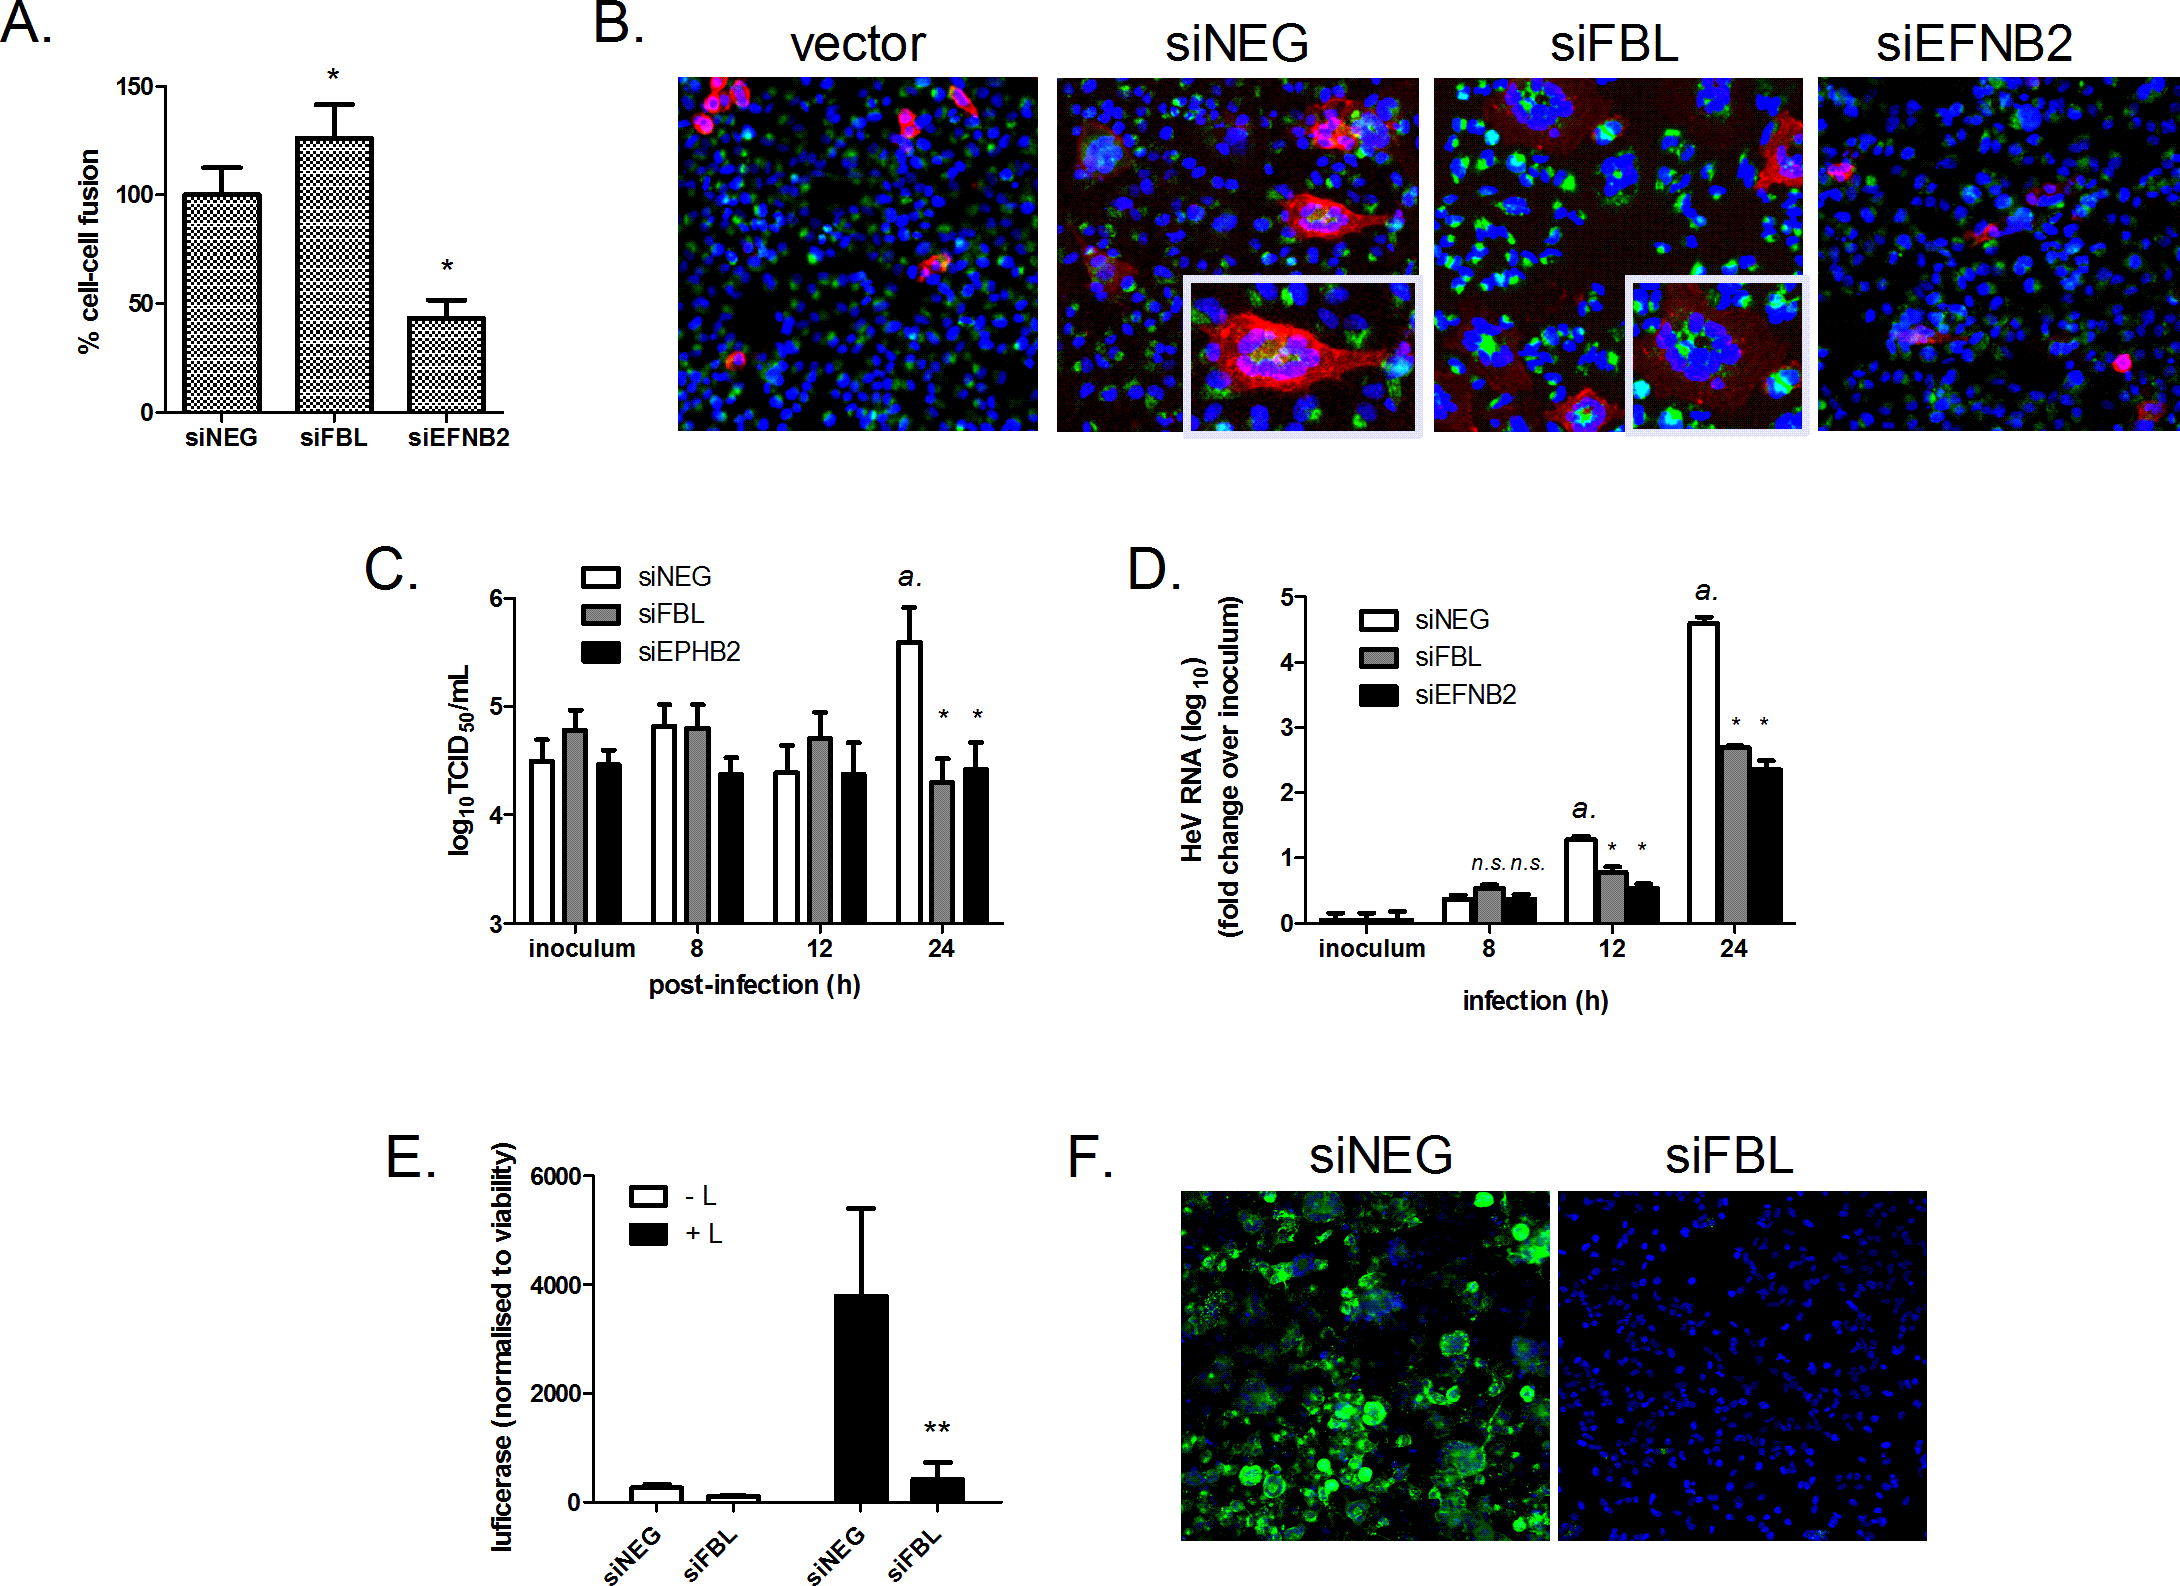 A.
% cell-cell fusion
150
100
50
0
*
*
siNEG siFBL siEFNB2
B.
vector siNEG siFBL siEFNB2
C.
siNEG
siFBL
siEPHB2
log10TCID50/mL
6
5
4
3
a.
* *
inoculum 8 12 24
post-infection (h)
D.
siNEG
siFBL
siEFNB2
HeV RNA (log10)
(fold change over inoculum)
5
4
3
2
1
0
n.s. n.s.
a.
* *
a.
* *
inoculum 8 12 24
infection (h)
E.
- L
+ L
luficerase (normalised to viability)
6000
4000
2000
0
**
siNEG siFBL siNEG siFBL
F.
siNEG siFBL